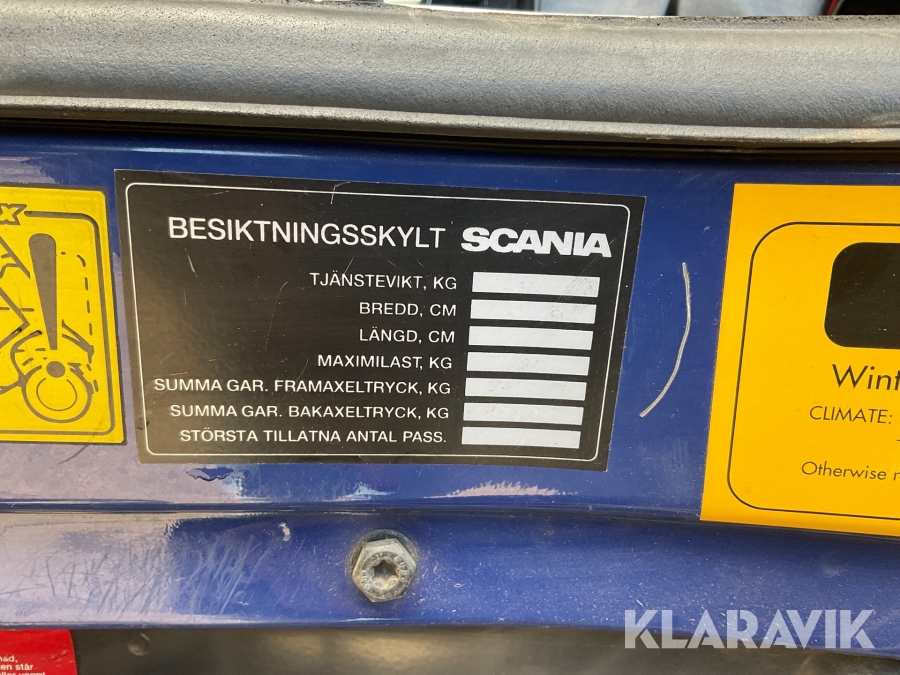 BESIKTNINGSSKYLT SCANIA
TJÄNSTEVIKT, KG
BREDD, CM
LÄNGD, CM
MAXIMILAST, KG
SUMMA GAR. FRAMAXELTRYCK, KG
SUMMA GAR. BAKAXELTRYCK, KG
STÖRSTA TILLATNA ANTAL PASS.
CLIMATE:
Otherwise
KLARAVIK